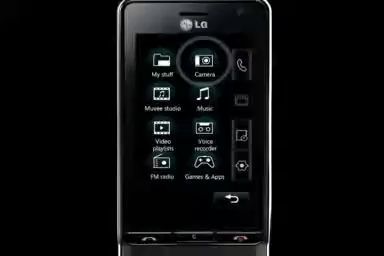 LG
My stuff
Camera
Muvee studio
Music
Video
playlists
Voice
recorder
FM radio
Games & Apps
C